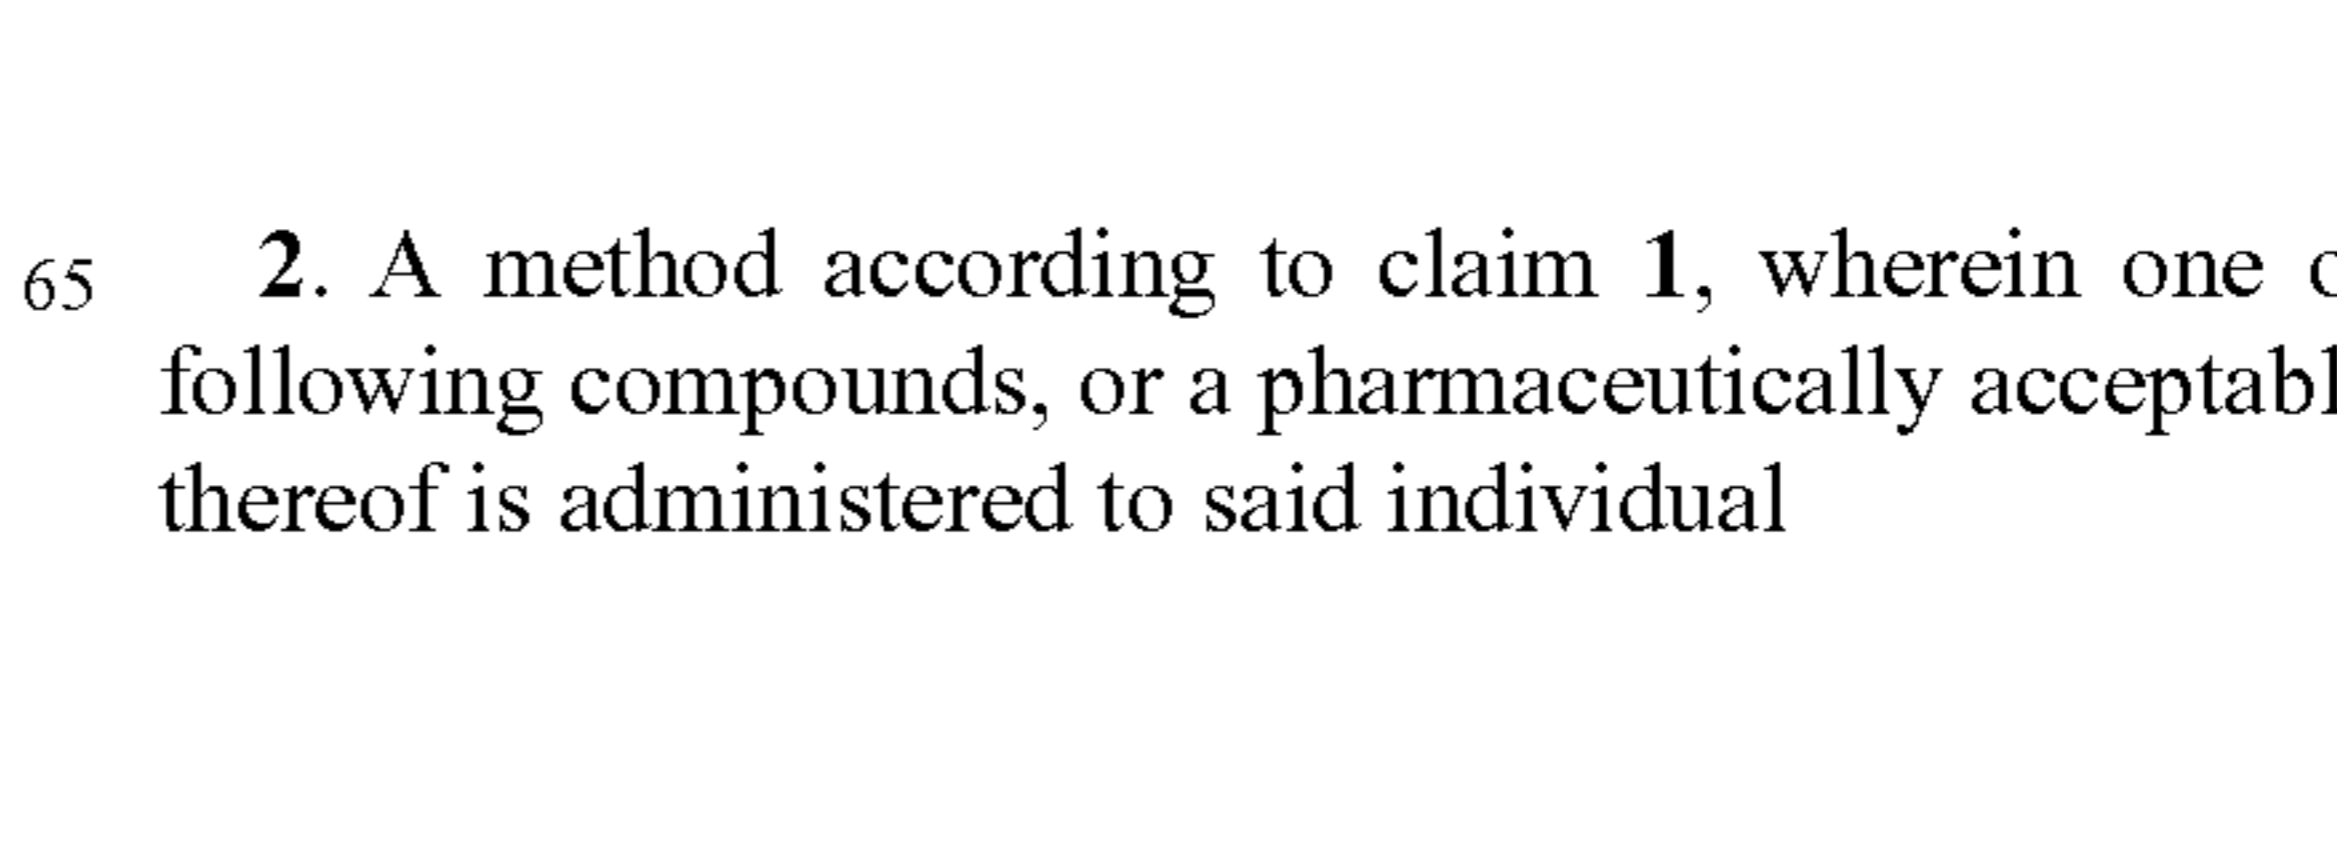 65 2. A method according to claim 1, wherein one
following compounds, or a pharmaceutically
thereof is administered to said individual